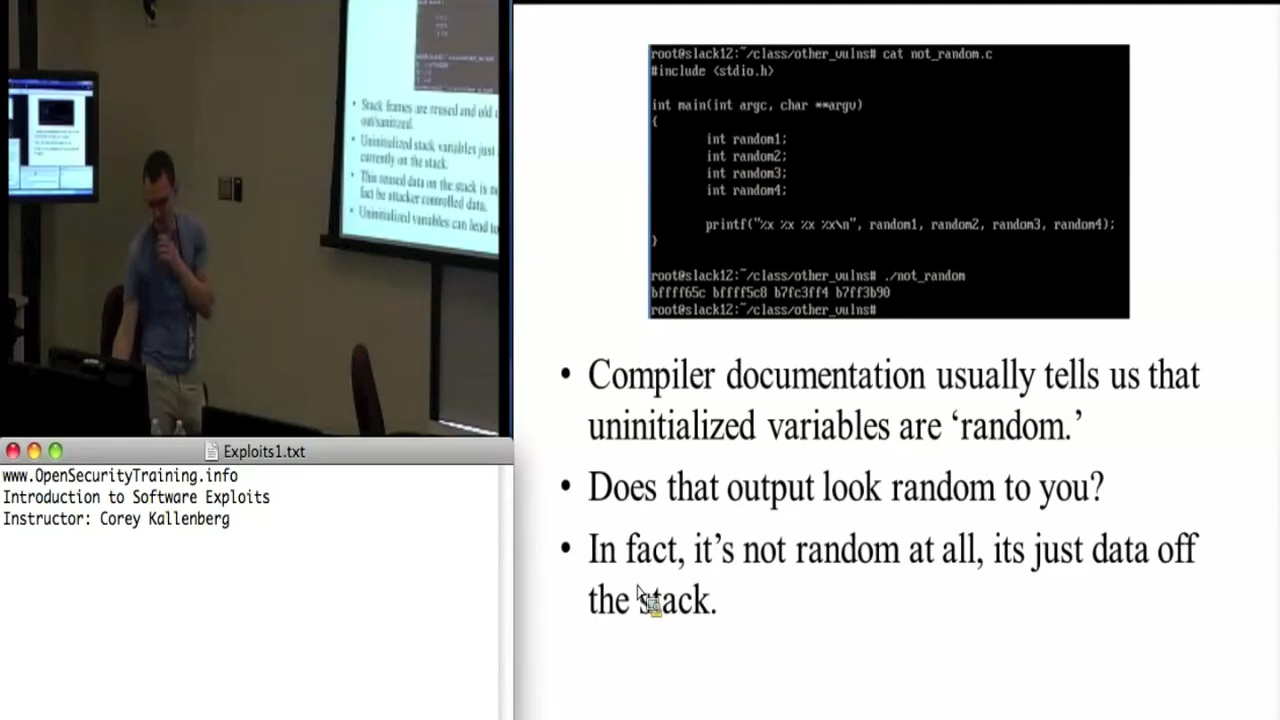 Stack frames are reused and old
out/sanitized.
Uninitialized stack variables just
currently on the stack.
This reused data on the stack is
fact be attacker controlled data.
Uninitialized variables can lead to
Exploits1.txt
www.OpenSecurityTraining.info
Introduction to Software Exploits
Instructor: Corey Kallenberg
root@slack12:~/class/other_vulns# cat not_random.c
#include <stdio.h>
int main(int argc, char **argv)
{
int random1;
int random2;
int random3;
int random4;
printf("%x %x %x %x\n", random1, random2, random3, random4);
}
root@slack12:~/class/other_vulns# ./not_random
bffff65c bffff5c8 b7fc3ff4 b7ff3b90
root@slack12:~/class/other_vulns#
• Compiler documentation usually tells us that
uninitialized variables are ‘random.’
• Does that output look random to you?
• In fact, it’s not random at all, its just data off
the stack.